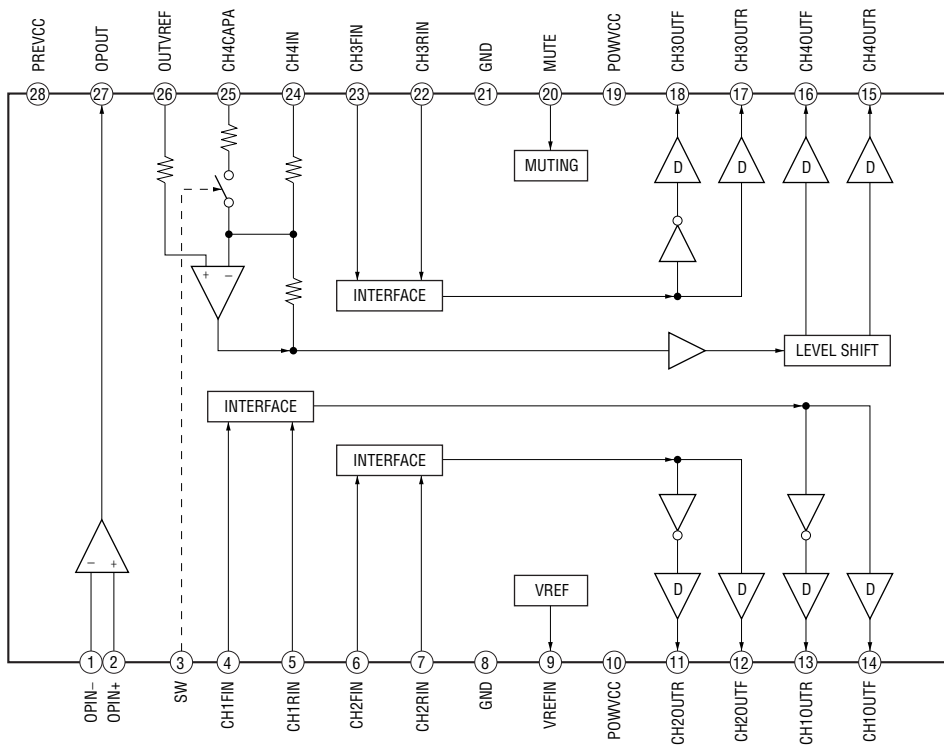 PREVCC
OPOUT
OUTVREF
CH4CAPA
CH4IN
CH3FIN
CH3RIN
GND
MUTE
POWVCC
CH3OUTF
CH3OUTR
CH4OUTF
CH4OUTR
28
27
26
25
24
23
22
21
20
19
18
17
16
15
MUTING
D
D
D
D
+
−
INTERFACE
LEVEL SHIFT
INTERFACE
INTERFACE
−
+
VREF
D
D
D
D
1
2
3
4
5
6
7
8
9
10
11
12
13
14
OPIN−
OPIN+
SW
CH1FIN
CH1RIN
CH2FIN
CH2RIN
GND
VREFIN
POWVCC
CH2OUTR
CH2OUTF
CH1OUTR
CH1OUTF